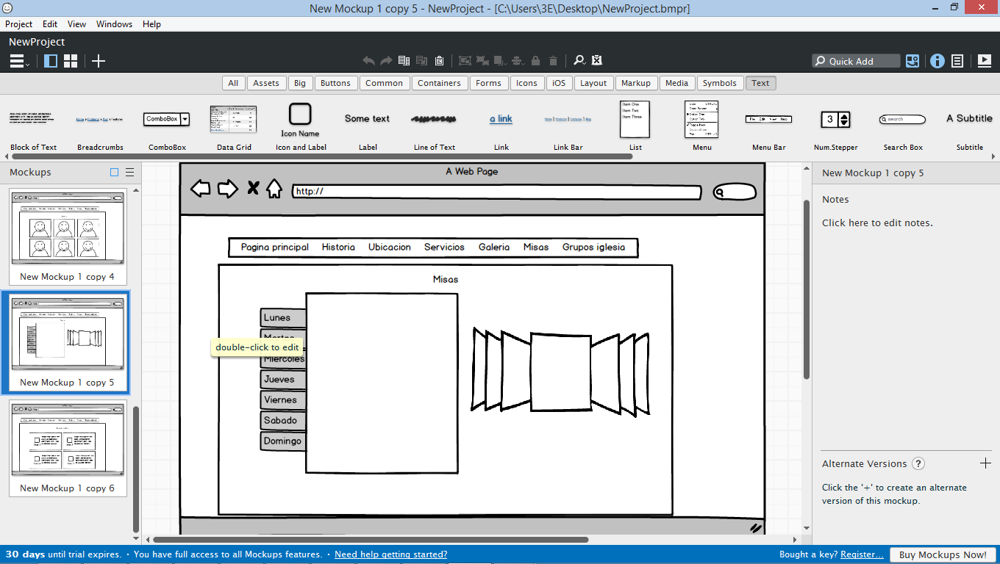 New Mockup 1 copy 5 - NewProject - [C:\Users\3E\Desktop\NewProject.bmpr]
Project Edit View Windows Help
NewProject
Quick Add
All Assets Big Buttons Common Containers Forms Icons iOS Layout Markup Media Symbols Text
ComboBox
Icon Name
Some text
a link
Item One
Item Two
Item Three
3
search
A Subtitle
Block of Text Breadcrumbs ComboBox Data Grid Icon and Label Label Line of Text Link Link Bar List Menu Menu Bar Num.Stepper Search Box Subtitle
Mockups
New Mockup 1 copy 4
New Mockup 1 copy 5
New Mockup 1 copy 6
A Web Page
http://
Pagina principal Historia Ubicacion Servicios Galeria Misas Grupos iglesia
Misas
Lunes
double-click to edit
Miercoles
Jueves
Viernes
Sabado
Domingo
New Mockup 1 copy 5
Notes
Click here to edit notes.
Alternate Versions ?
Click the '+' to create an alternate
version of this mockup.
30 days until trial expires. · You have full access to all Mockups features. · Need help getting started?
Bought a key? Register... Buy Mockups Now!